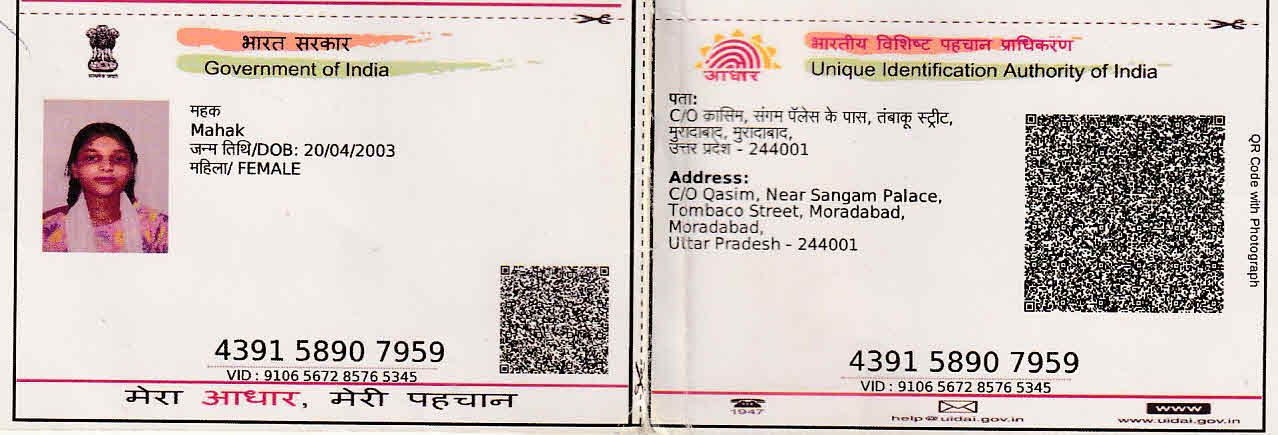 भारत सरकार
Government of India
महक
Mahak
जन्म तिथि/DOB: 20/04/2003
महिला/ FEMALE
4391 5890 7959
VID : 9106 5672 8576 5345
मेरा आधार, मेरी पहचान
आधार
भारतीय विशिष्ट पहचान प्राधिकरण
Unique Identification Authority of India
पता:
C/O क़ासिम, संगम पॅलेस के पास, तंबाकू स्ट्रीट,
मुरादाबाद, मुरादाबाद,
उत्तर प्रदेश - 244001
Address:
C/O Qasim, Near Sangam Palace,
Tombaco Street, Moradabad,
Moradabad,
Uttar Pradesh - 244001
QR Code with Photograph
4391 5890 7959
VID : 9106 5672 8576 5345
1947
help@uidai.gov.in
www
www.uidai.gov.in